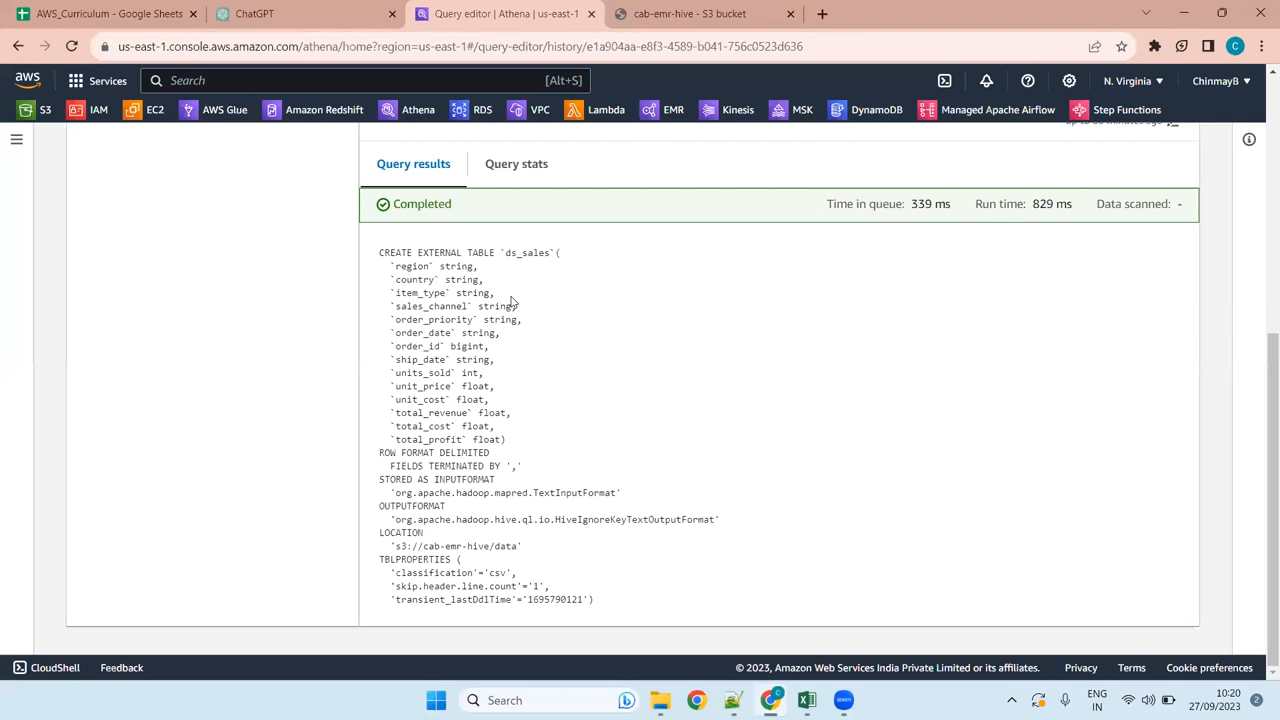 AWS_Curriculum - Google Sheets
ChatGPT
Query editor | Athena | us-east-1
cab-emr-hive - S3 bucket
us-east-1.console.aws.amazon.com/athena/home?region=us-east-1#/query-editor/history/e1a904aa-e8f3-4589-b041-756c0523d636
aws
Services
Search
[Alt+S]
N. Virginia
ChinmayB
S3
IAM
EC2
AWS Glue
Amazon Redshift
Athena
RDS
VPC
Lambda
EMR
Kinesis
MSK
DynamoDB
Managed Apache Airflow
Step Functions
Query results
Query stats
Completed
Time in queue: 339 ms
Run time: 829 ms
Data scanned: -
CREATE EXTERNAL TABLE `ds_sales`(
`region` string,
`country` string,
`item_type` string,
`sales_channel` string,
`order_priority` string,
`order_date` string,
`order_id` bigint,
`ship_date` string,
`units_sold` int,
`unit_price` float,
`unit_cost` float,
`total_revenue` float,
`total_cost` float,
`total_profit` float)
ROW FORMAT DELIMITED
FIELDS TERMINATED BY ','
STORED AS INPUTFORMAT
'org.apache.hadoop.mapred.TextInputFormat'
OUTPUTFORMAT
'org.apache.hadoop.hive.ql.io.HiveIgnoreKeyTextOutputFormat'
LOCATION
's3://cab-emr-hive/data'
TBLPROPERTIES (
'classification'='csv',
'skip.header.line.count'='1',
'transient_lastDdlTime'='1695790121')
CloudShell
Feedback
© 2023, Amazon Web Services India Private Limited or its affiliates.
Privacy
Terms
Cookie preferences
Search
ENG
IN
10:20
27/09/2023
2